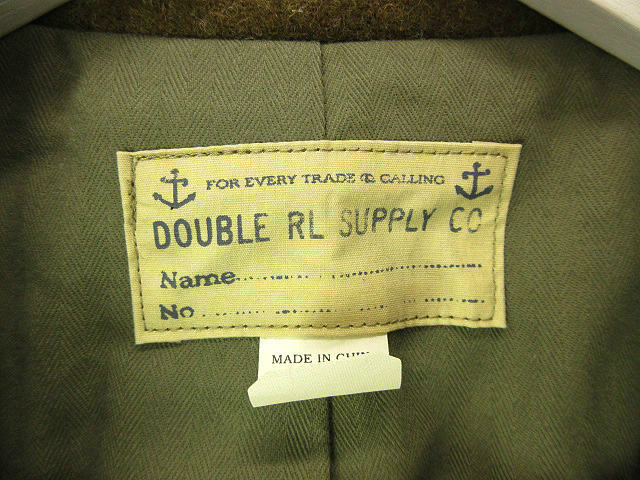 FOR EVERY TRADE & CALLING
DOUBLE RL SUPPLY CO
Name
No
MADE IN